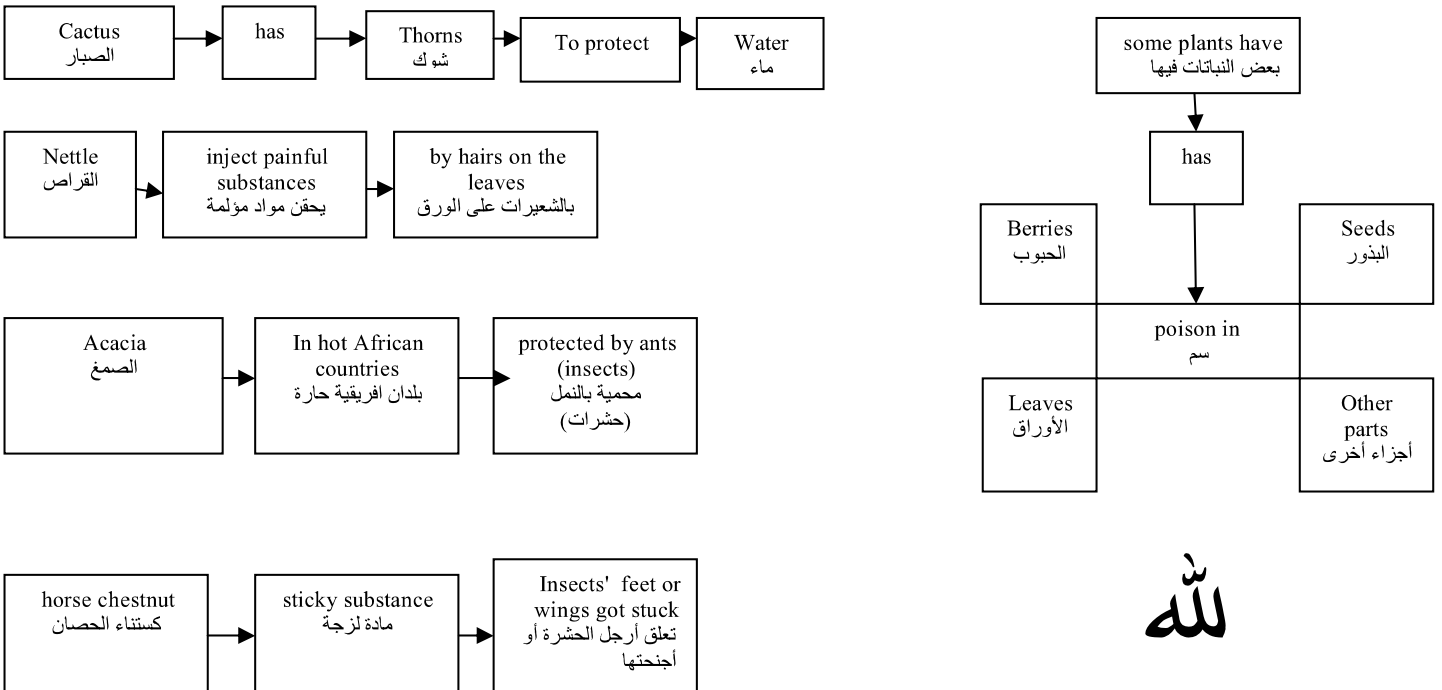 Cactus
الصبار
has
Thorns
شوك
To protect
Water
ماء
Nettle
القراص
inject painful
substances
يحقن مواد مؤلمة
by hairs on the
leaves
بالشعيرات على الورق
Acacia
الصمغ
In hot African
countries
بلدان افريقية حارة
protected by ants
(insects)
محمية بالنمل
(حشرات)
horse chestnut
كستناء الحصان
sticky substance
مادة لزجة
Insects' feet or
wings got stuck
تعلق أرجل الحشرة أو
أجنحتها
some plants have
بعض النباتات فيها
has
Berries
الحبوب
Seeds
البذور
poison in
سم
Leaves
الأوراق
Other
parts
أجزاء أخرى
لله